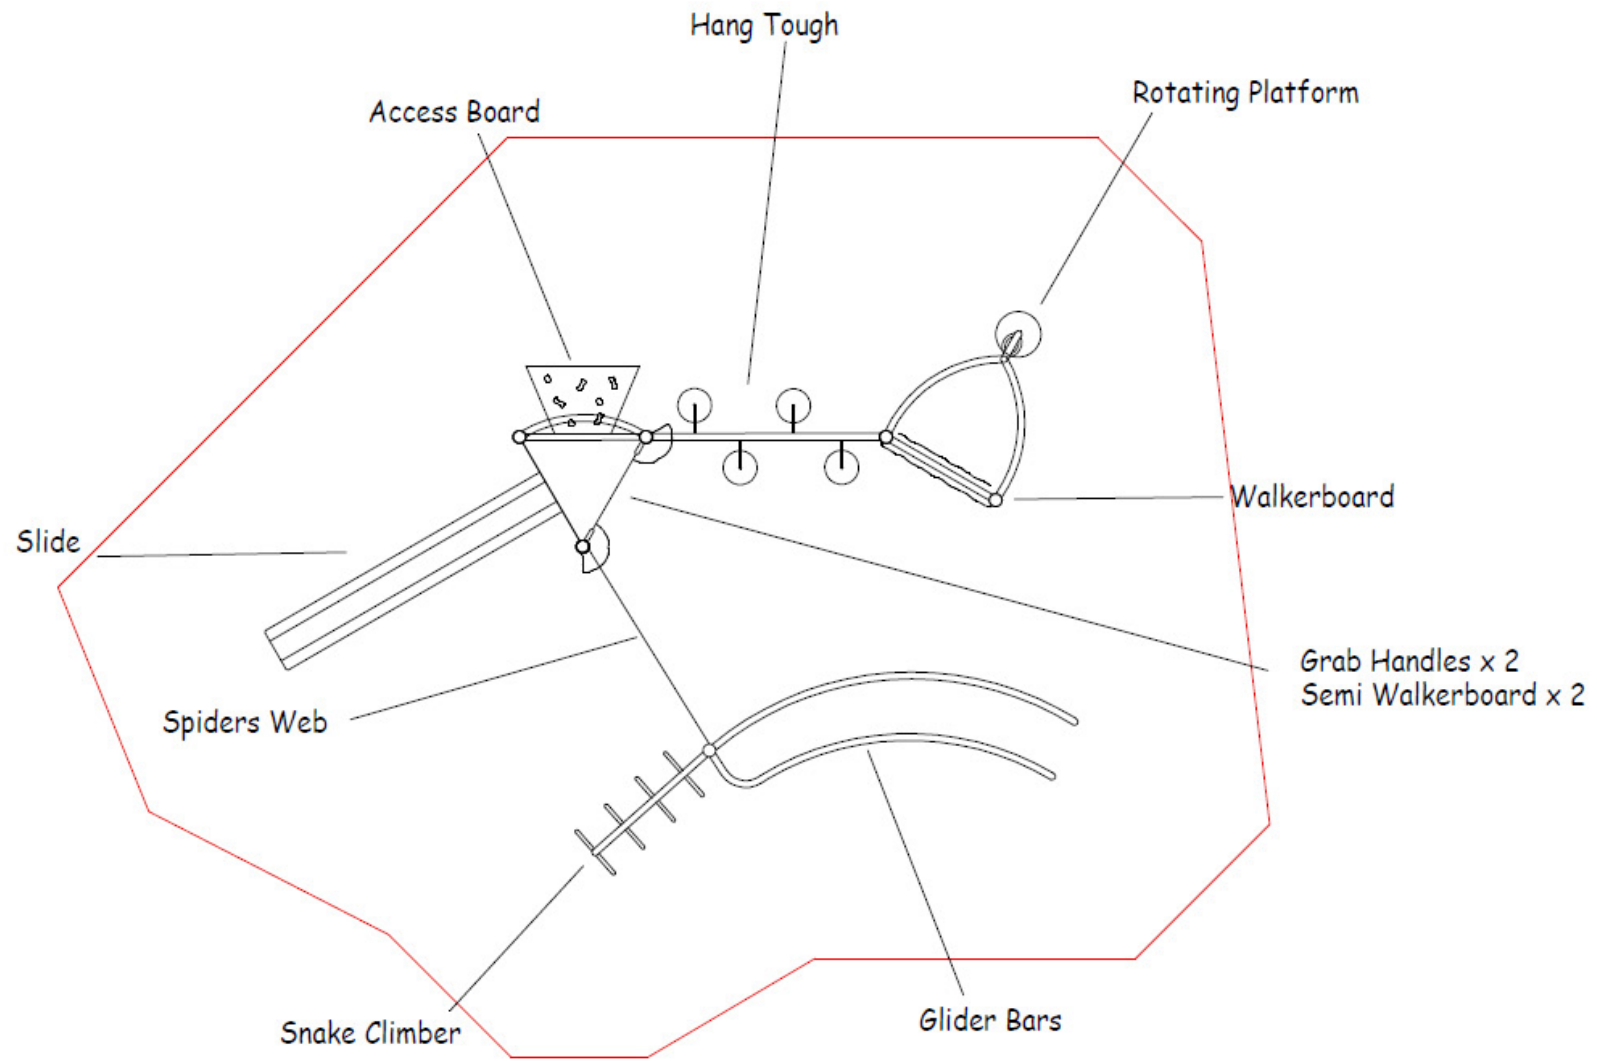 Hang Tough
Rotating Platform
Access Board
Walkerboard
Slide
Grab Handles x 2
Semi Walkerboard x 2
Spiders Web
Glider Bars
Snake Climber